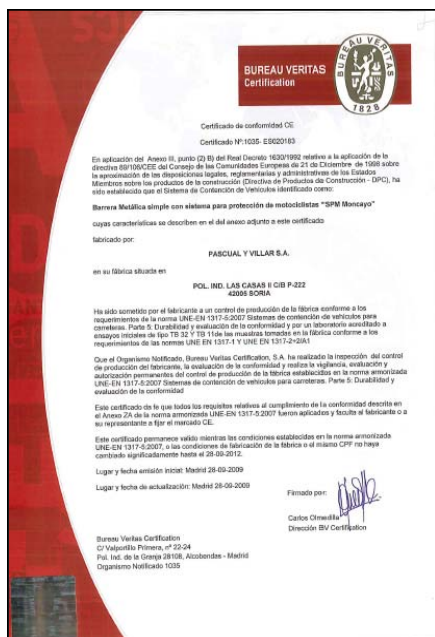 BUREAU VERITAS
Certification
BUREAU VERITAS
1828
Certificado de conformidad CE
Certificado Nº:1035- ES020183
En aplicación del Anexo III, punto (2) B) del Real Decreto 1630/1992 relativo a la aplicación de la
directiva 89/106/CEE del Consejo de las Comunidades Europeas de 21 de Diciembre de 1998 sobre
la aproximación de las disposiciones legales, reglamentarias y administrativas de los Estados
Miembros sobre los productos de la construcción (Directiva de Productos de Construcción - DPC), ha
sido establecido que el Sistema de Contención de Vehículos identificado como:
Barrera Metálica simple con sistema para protección de motociclistas "SPM Moncayo"
cuyas características se describen en el del anexo adjunto a este certificado
fabricado por:
PASCUAL Y VILLAR S.A.
en su fábrica situada en
POL. IND. LAS CASAS II C/B P-222
42005 SORIA
Ha sido sometido por el fabricante a un control de producción de la fábrica conforme a los
requerimientos de la norma UNE-EN 1317-5:2007 Sistemas de contención de vehículos para
carreteras. Parte 5: Durabilidad y evaluación de la conformidad y por un laboratorio acreditado a
ensayos iniciales de tipo TB 32 Y TB 11de las muestras tomadas en la fábrica conforme a los
requerimientos de las normas UNE EN 1317-1 Y UNE EN 1317-2+2/A1
Que el Organismo Notificado, Bureau Veritas Certification, S.A. ha realizado la inspección del control
de producción del fabricante, la evaluación de la conformidad y realiza la vigilancia, evaluación y
autorización permanentes del control de producción de la fábrica establecidos en la norma armonizada
UNE-EN 1317-5:2007 Sistemas de contención de vehículos para carreteras. Parte 5: Durabilidad y
evaluación de la conformidad
Este certificado da fe que todos los requisitos relativos al cumplimiento de la conformidad descrita en
el Anexo ZA de la norma armonizada UNE-EN 1317-5:2007 fueron aplicados y faculta al fabricante o a
su representante a fijar el marcado CE.
Este certificado permanece valido mientras las condiciones establecidas en la norma armonizada
UNE-EN 1317-5:2007, o las condiciones de fabricación de la fábrica o el mismo CPF no haya
cambiado significadamente hasta el 28-09-2012.
Lugar y fecha emisión inicial: Madrid 28-09-2009
Lugar y fecha de actualización: Madrid 28-09-2009
Firmado por:
Carlos Olmedilla
Dirección BV Certification
Bureau Veritas Certification
C/ Valportillo Primera, nº 22-24
Pol. Ind. de la Granja 28108, Alcobendas - Madrid
Organismo Notificado 1035